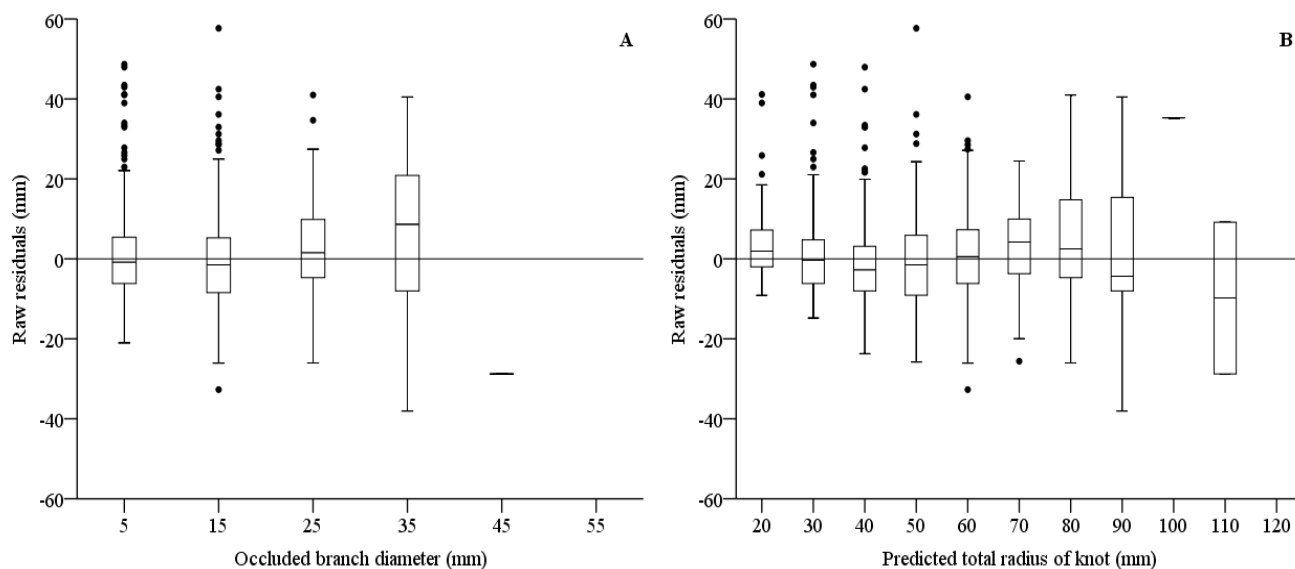 A
Raw residuals (mm)
60
40
20
0
-20
-40
-60
5 15 25 35 45 55
Occluded branch diameter (mm)
B
Raw residuals (mm)
60
40
20
0
-20
-40
-60
20 30 40 50 60 70 80 90 100 110 120
Predicted total radius of knot (mm)